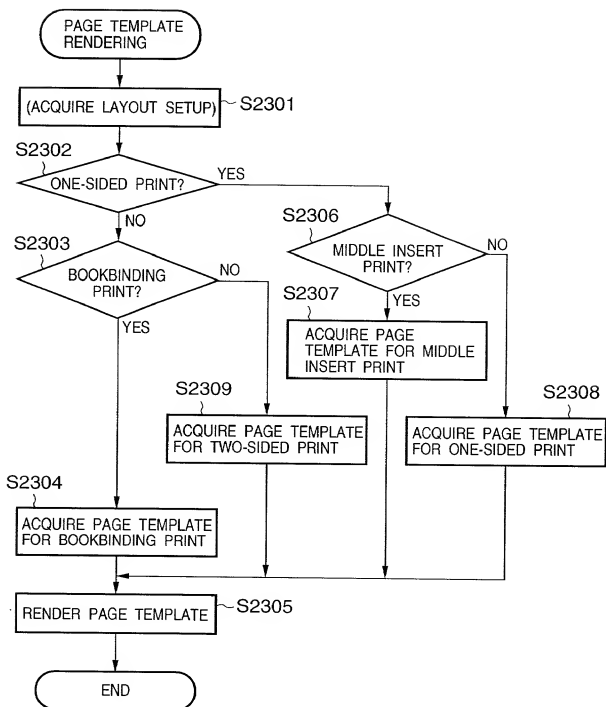 PAGE TEMPLATE
RENDERING
(ACQUIRE LAYOUT SETUP)
S2301
S2302
ONE-SIDED PRINT?
YES
NO
S2303
BOOKBINDING
PRINT?
NO
YES
S2306
MIDDLE INSERT
PRINT?
NO
YES
S2307
ACQUIRE PAGE
TEMPLATE FOR MIDDLE
INSERT PRINT
S2309
ACQUIRE PAGE TEMPLATE
FOR TWO-SIDED PRINT
S2308
ACQUIRE PAGE TEMPLATE
FOR ONE-SIDED PRINT
S2304
ACQUIRE PAGE TEMPLATE
FOR BOOKBINDING PRINT
RENDER PAGE TEMPLATE
S2305
END